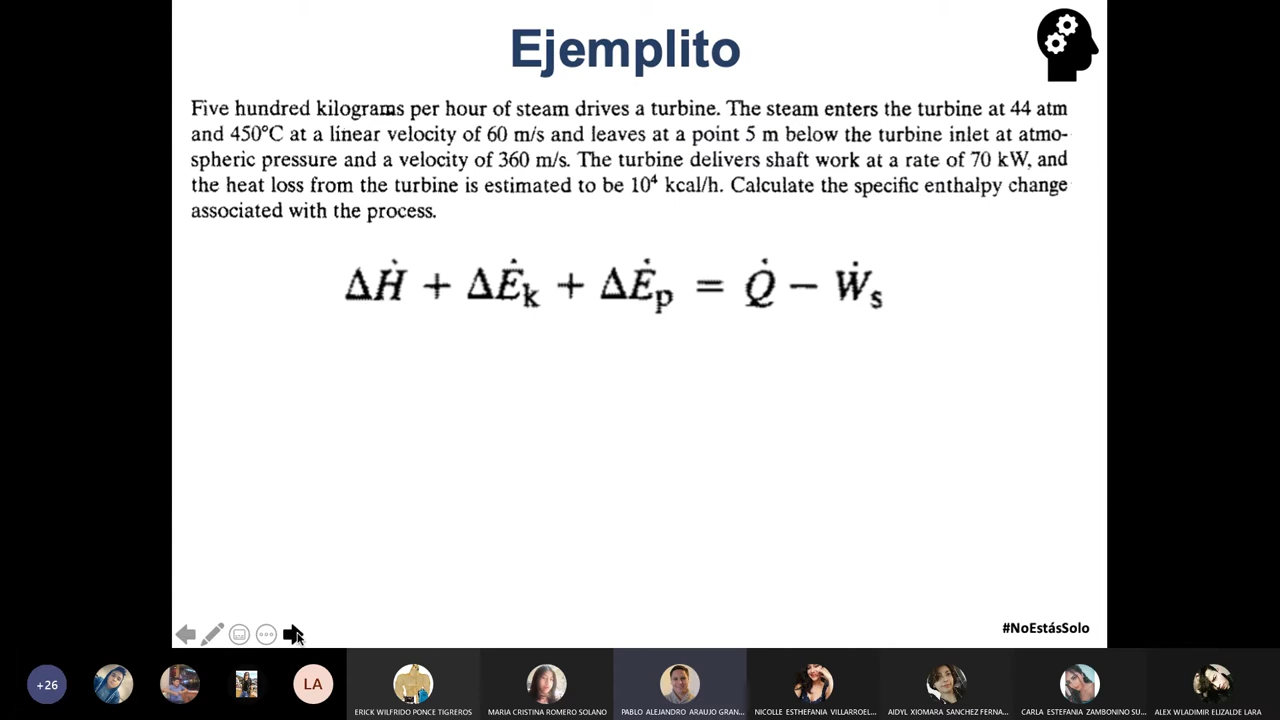 Ejemplito
Five hundred kilograms per hour of steam drives a turbine. The steam enters the turbine at 44 atm
and 450°C at a linear velocity of 60 m/s and leaves at a point 5 m below the turbine inlet at atmo-
spheric pressure and a velocity of 360 m/s. The turbine delivers shaft work at a rate of 70 kW, and
the heat loss from the turbine is estimated to be 10⁴ kcal/h. Calculate the specific enthalpy change
associated with the process.
ΔḢ + ΔĖk + ΔĖp = Q̇ − Ẇs
#NoEstásSolo
+26
LA
ERICK WILFRIDO PONCE TIGREROS
MARIA CRISTINA ROMERO SOLANO
PABLO ALEJANDRO ARAUJO GRAN...
NICOLLE ESTHEFANIA VILLARROEL...
AIDYL XIOMARA SANCHEZ FERNA...
CARLA ESTEFANIA ZAMBONINO SU...
ALEX WLADIMIR ELIZALDE LARA